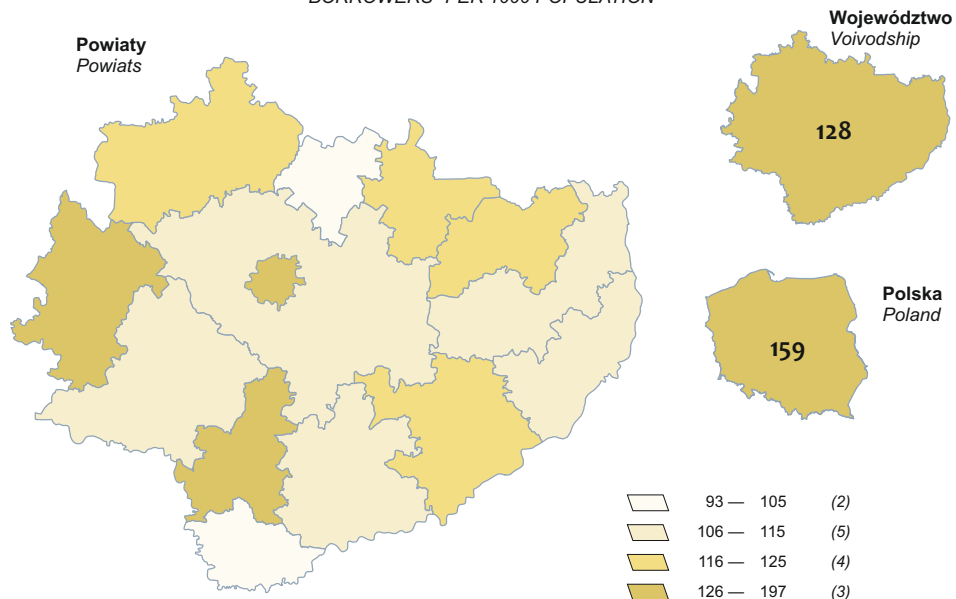 BORROWERS PER 1000 POPULATION
Powiaty
Powiats
Województwo
Voivodship
128
Polska
Poland
159
93 — 105 (2)
106 — 115 (5)
116 — 125 (4)
126 — 197 (3)